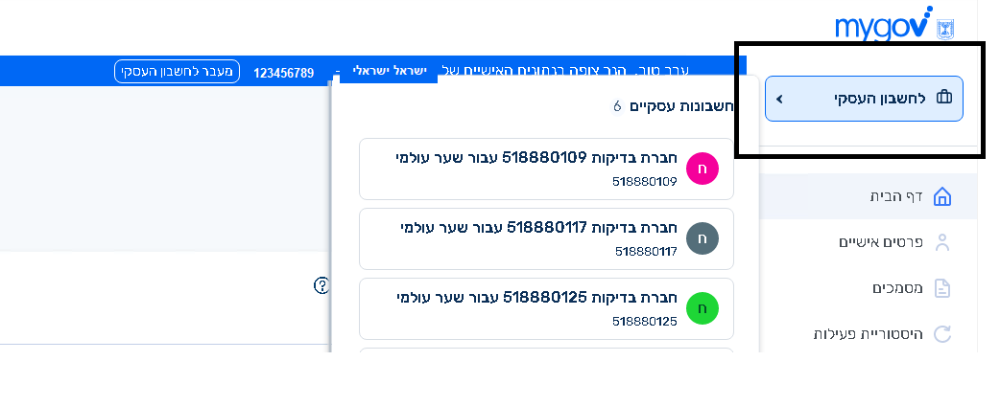 mygov
לחשבון העסקי
ערב טוב, הנך צופה בנתונים האישיים של ישראל ישראלי - 123456789 מעבר לחשבון העסקי
חשבונות עסקיים 6
ח
חברת בדיקות 518880109 עבור שער עולמי
518880109
ח
חברת בדיקות 518880117 עבור שער עולמי
518880117
ח
חברת בדיקות 518880125 עבור שער עולמי
518880125
דף הבית
פרטים אישיים
מסמכים
היסטוריית פעילות